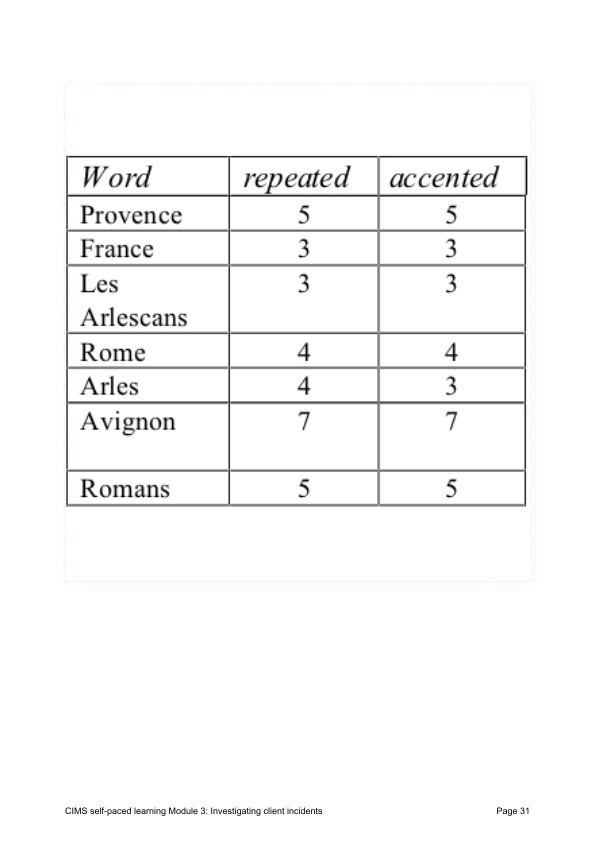 Word repeated accented
Provence 5 5
France 3 3
Les 3 3
Arlescans
Rome 4 4
Arles 4 3
Avignon 7 7
Romans 5 5
CIMS self-paced learning Module 3: Investigating client incidents Page 31